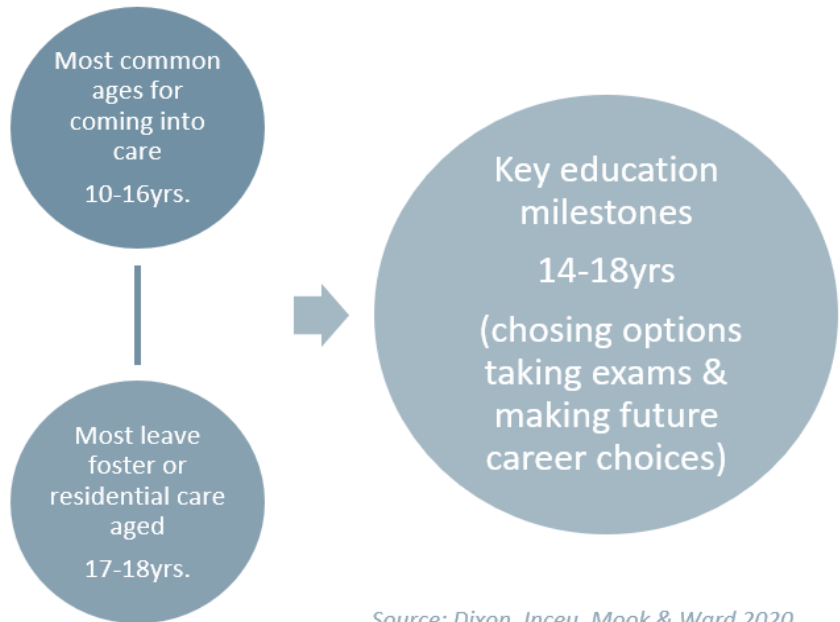 Most common
ages for
coming into
care
10-16yrs.
Most leave
foster or
residential care
aged
17-18yrs.
Key education
milestones
14-18yrs
(chosing options
taking exams &
making future
career choices)
Source: Dixon, Inceu, Mook & Ward 2020